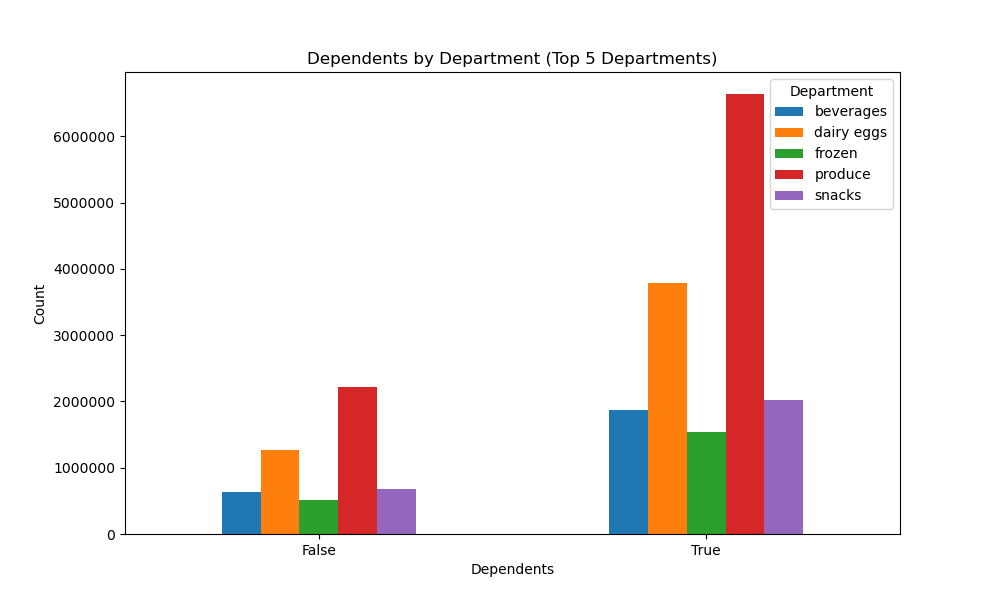 Dependents by Department (Top 5 Departments)
Department
beverages
dairy eggs
frozen
produce
snacks
6000000
5000000
4000000
3000000
2000000
1000000
0
Count
False
True
Dependents